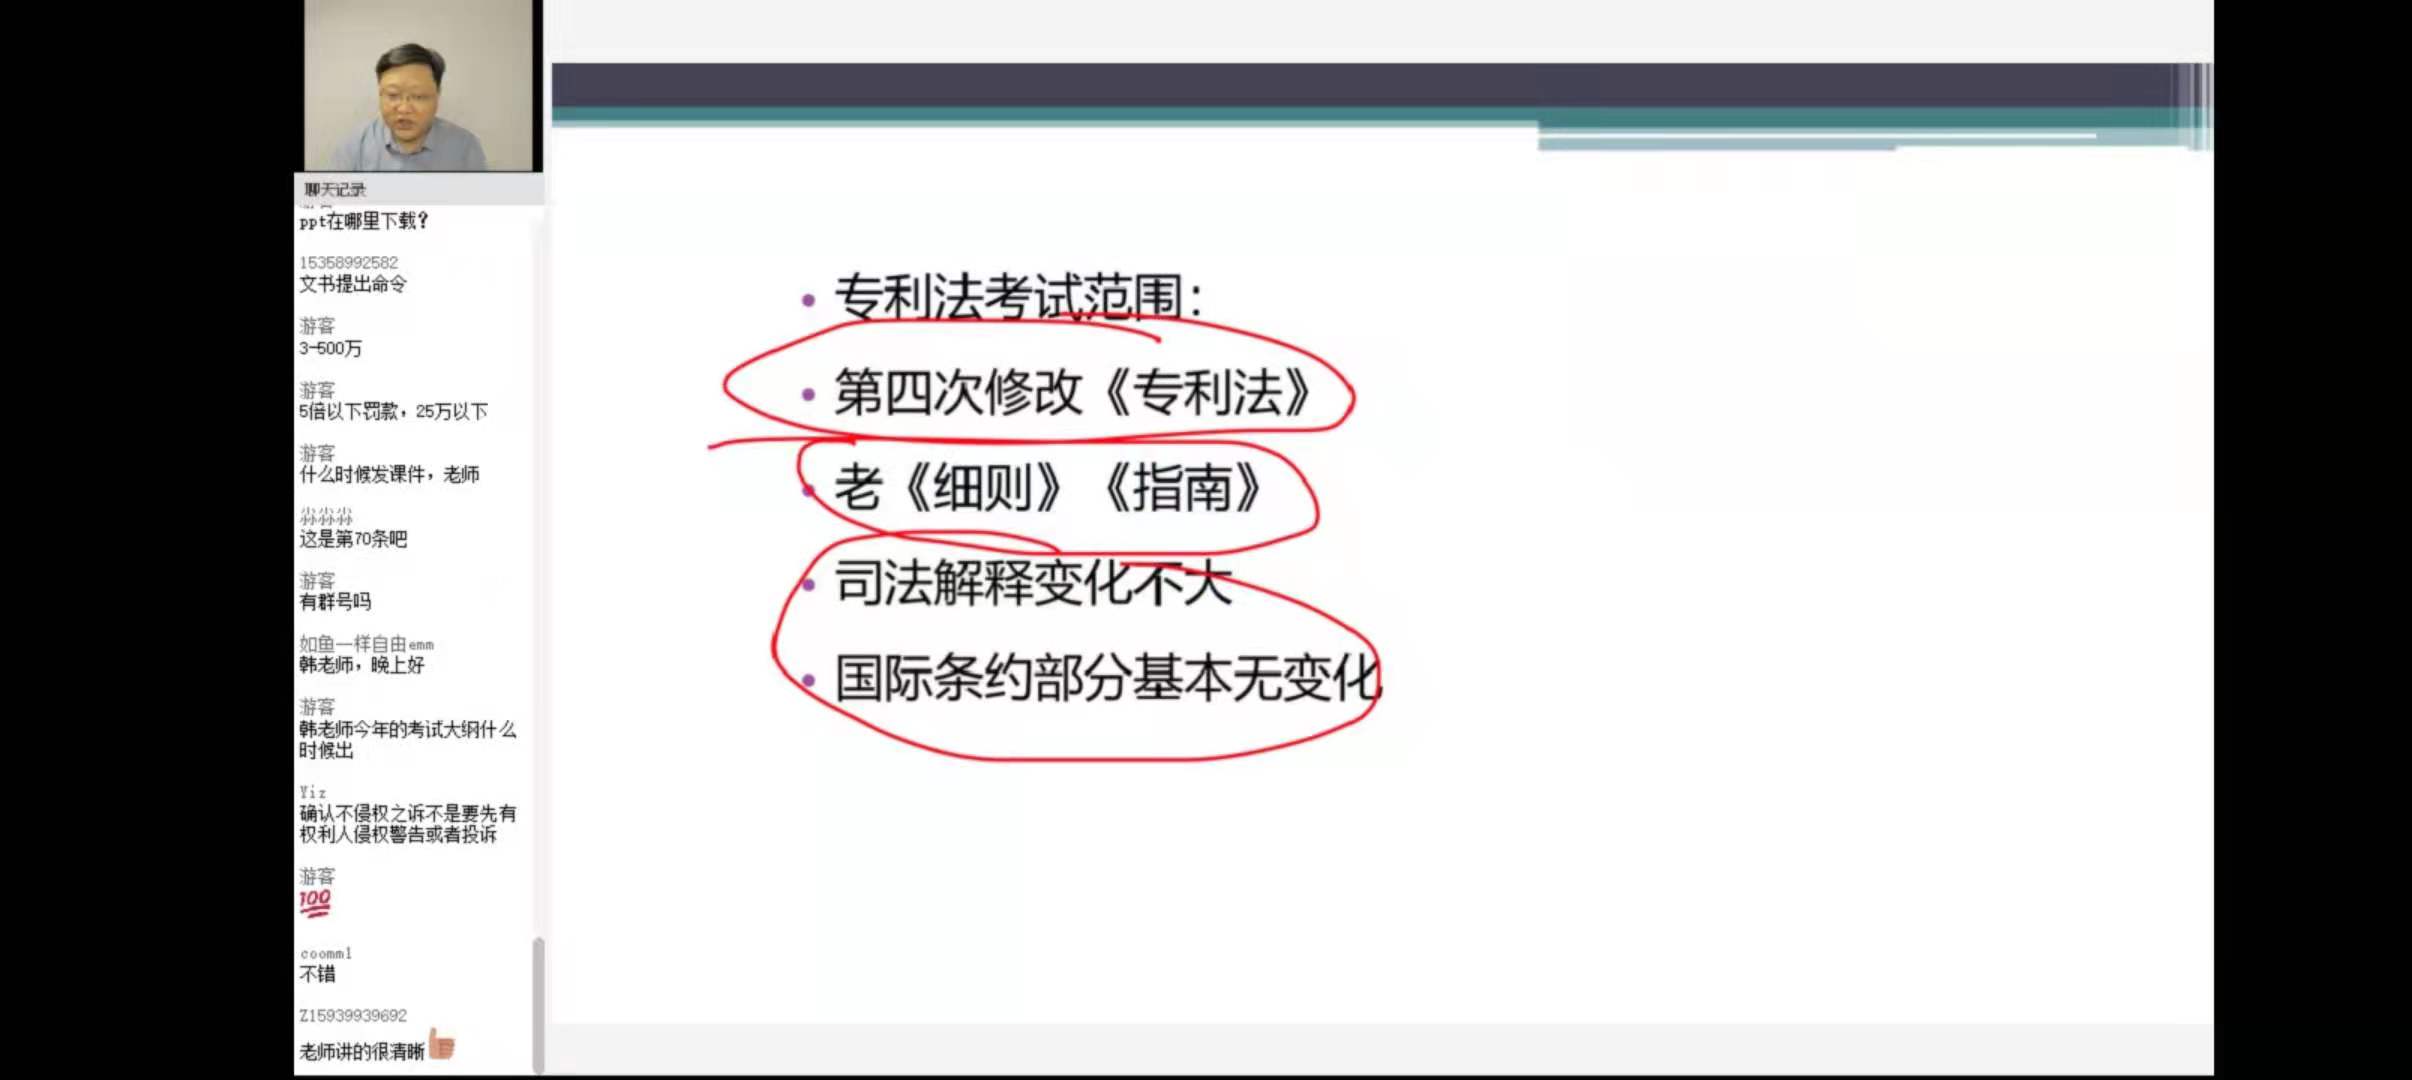 聊天记录
ppt在哪里下载？
15358992582
文书提出命令
游客
3-500万
游客
5倍以下罚款，25万以下
游客
什么时候发课件，老师
尛尛尛
这是第70条吧
游客
有群号吗
如鱼一样自由emm
韩老师，晚上好
游客
韩老师今年的考试大纲什么
时候出
Yiz
确认不侵权之诉不是要先有
权利人侵权警告或者投诉
游客
100
coomm1
不错
Z15939939692
老师讲的很清晰
• 专利法考试范围：
• 第四次修改《专利法》
• 老《细则》《指南》
• 司法解释变化不大
• 国际条约部分基本无变化